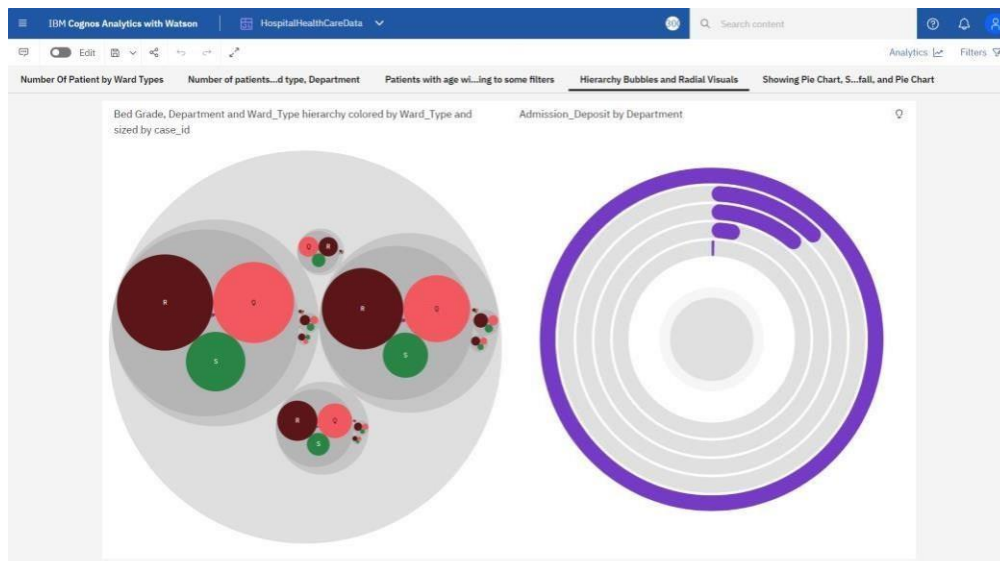 IBM Cognos Analytics with Watson
HospitalHealthCareData
Search content
Edit
Analytics
Filters
Number Of Patient by Ward Types
Number of patients...d type, Department
Patients with age wi...ing to some filters
Hierarchy Bubbles and Radial Visuals
Showing Pie Chart, S...fall, and Pie Chart
Bed Grade, Department and Ward_Type hierarchy colored by Ward_Type and
sized by case_id
Admission_Deposit by Department
Q R
R Q
S
R Q
S
R Q
S